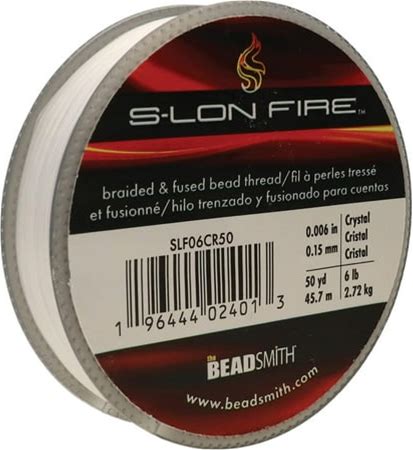 S-LON FIRE™
braided & fused bead thread/fil à perles tressé
et fusionné/hilo trenzado y fusionado para cuentas
SLF06CR50
0.006 in Crystal
0.15 mm Cristal
Cristal
50 yd 6 lb
45.7 m 2.72 kg
1 96444 02401 3
the BEADSMITH®
www.beadsmith.com